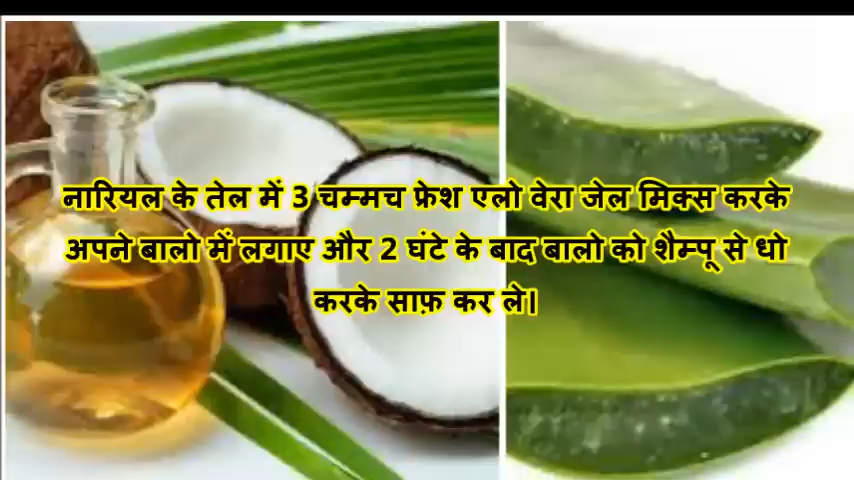 नारियल के तेल में 3 चम्मच फ्रेश एलो वेरा जेल मिक्स करके
अपने बालो में लगाए और 2 घंटे के बाद बालो को शैम्पू से धो
करके साफ़ कर ले।